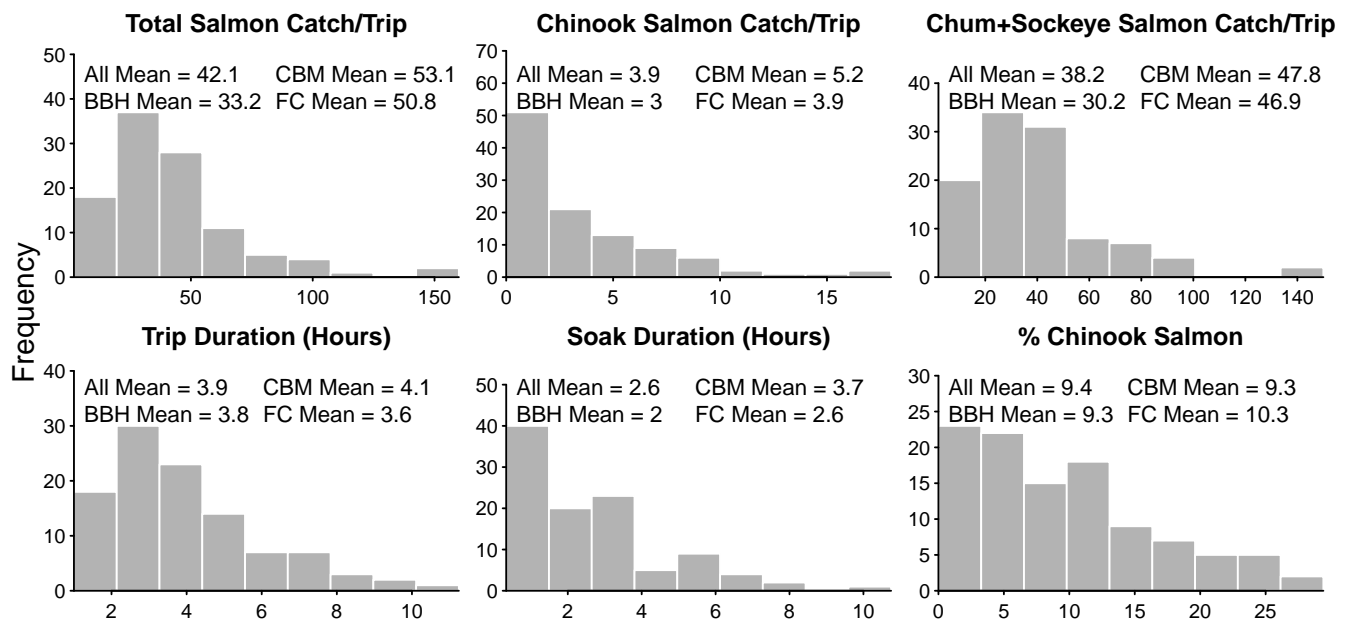 Total Salmon Catch/Trip
Chinook Salmon Catch/Trip
Chum+Sockeye Salmon Catch/Trip
All Mean = 42.1 CBM Mean = 53.1
BBH Mean = 33.2 FC Mean = 50.8
50
40
30
20
10
0
50 100 150
All Mean = 3.9 CBM Mean = 5.2
BBH Mean = 3 FC Mean = 3.9
70
60
50
40
30
20
10
0
0 5 10 15
All Mean = 38.2 CBM Mean = 47.8
BBH Mean = 30.2 FC Mean = 46.9
40
30
20
10
0
20 40 60 80 100 120 140
Frequency
Trip Duration (Hours)
Soak Duration (Hours)
% Chinook Salmon
All Mean = 3.9 CBM Mean = 4.1
BBH Mean = 3.8 FC Mean = 3.6
40
30
20
10
0
2 4 6 8 10
All Mean = 2.6 CBM Mean = 3.7
BBH Mean = 2 FC Mean = 2.6
50
40
30
20
10
0
2 4 6 8 10
All Mean = 9.4 CBM Mean = 9.3
BBH Mean = 9.3 FC Mean = 10.3
30
25
20
15
10
5
0
0 5 10 15 20 25